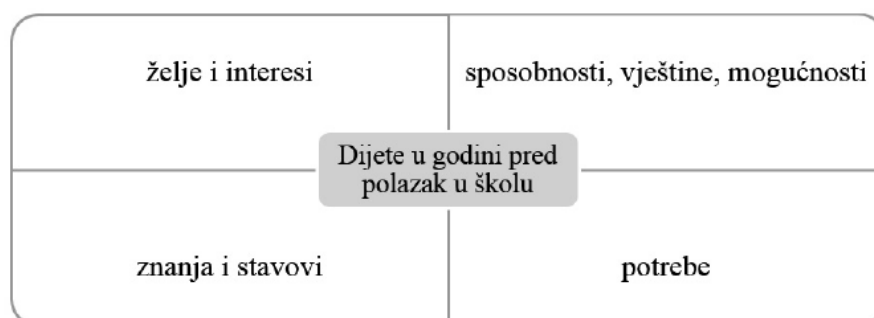 želje i interesi
sposobnosti, vještine, mogućnosti
Dijete u godini pred
polazak u školu
znanja i stavovi
potrebe